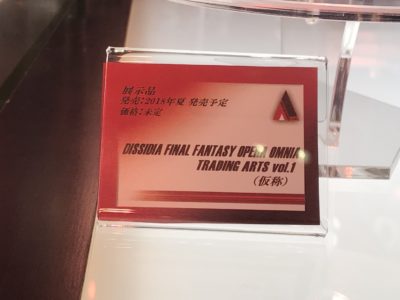 展示品
発売：2018年夏 発売予定
価格：未定
DISSIDIA FINAL FANTASY OPERA OMNIA
TRADING ARTS vol.1
（仮称）